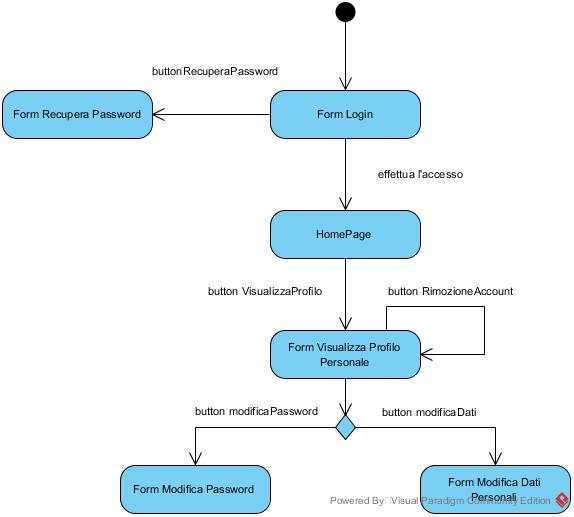 buttonRecuperaPassword
Form Recupera Password
Form Login
effettua l'accesso
HomePage
button VisualizzaProfilo
button RimozioneAccount
Form Visualizza Profilo
Personale
button modificaPassword
button modificaDati
Form Modifica Password
Form Modifica Dati
Personali
Powered By Visual Paradigm Community Edition